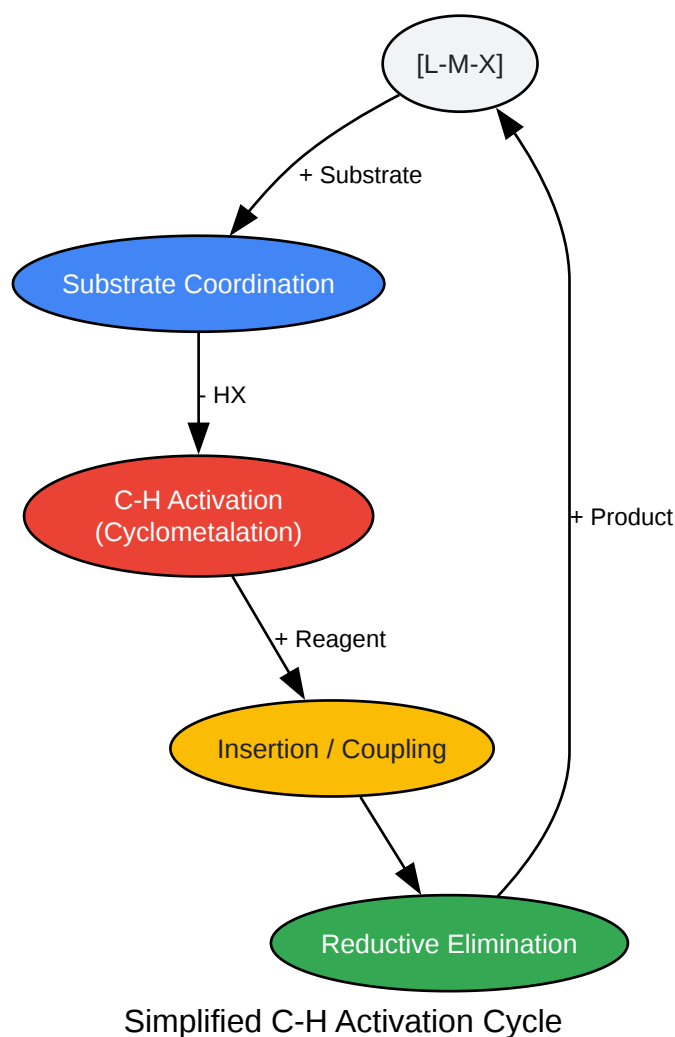 [L-M-X]
+ Substrate
Substrate Coordination
- HX
C-H Activation
(Cyclometalation)
+ Product
+ Reagent
Insertion / Coupling
Reductive Elimination
Simplified C-H Activation Cycle